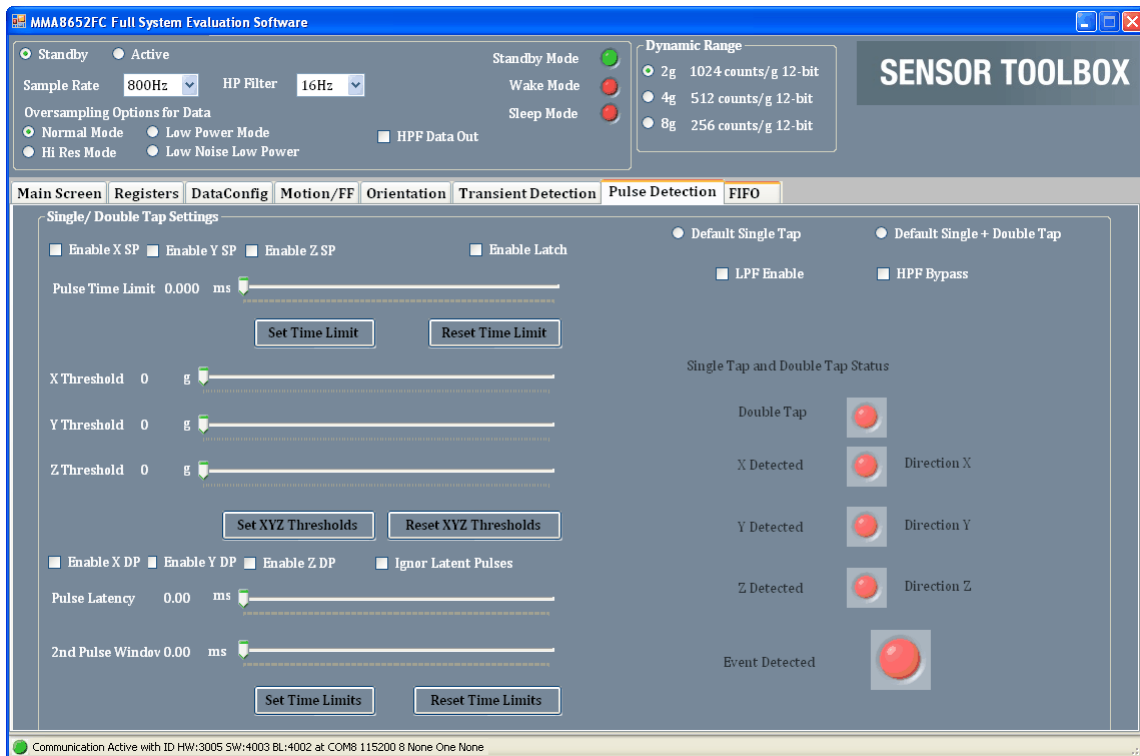 MMA8652FC Full System Evaluation Software
Standby Active
Sample Rate 800Hz HP Filter 16Hz
Oversampling Options for Data
Normal Mode Low Power Mode
Hi Res Mode Low Noise Low Power
HPF Data Out
Standby Mode
Wake Mode
Sleep Mode
Dynamic Range
2g 1024 counts/g 12-bit
4g 512 counts/g 12-bit
8g 256 counts/g 12-bit
SENSOR TOOLBOX
Main Screen Registers DataConfig Motion/FF Orientation Transient Detection Pulse Detection FIFO
Single/ Double Tap Settings
Enable X SP Enable Y SP Enable Z SP Enable Latch
Pulse Time Limit 0.000 ms
Set Time Limit Reset Time Limit
X Threshold 0 g
Y Threshold 0 g
Z Threshold 0 g
Set XYZ Thresholds Reset XYZ Thresholds
Enable X DP Enable Y DP Enable Z DP Ignor Latent Pulses
Pulse Latency 0.00 ms
2nd Pulse Windov 0.00 ms
Set Time Limits Reset Time Limits
Default Single Tap Default Single + Double Tap
LPF Enable HPF Bypass
Single Tap and Double Tap Status
Double Tap
X Detected Direction X
Y Detected Direction Y
Z Detected Direction Z
Event Detected
Communication Active with ID HW:3005 SW:4003 BL:4002 at COM8 115200 8 None One None